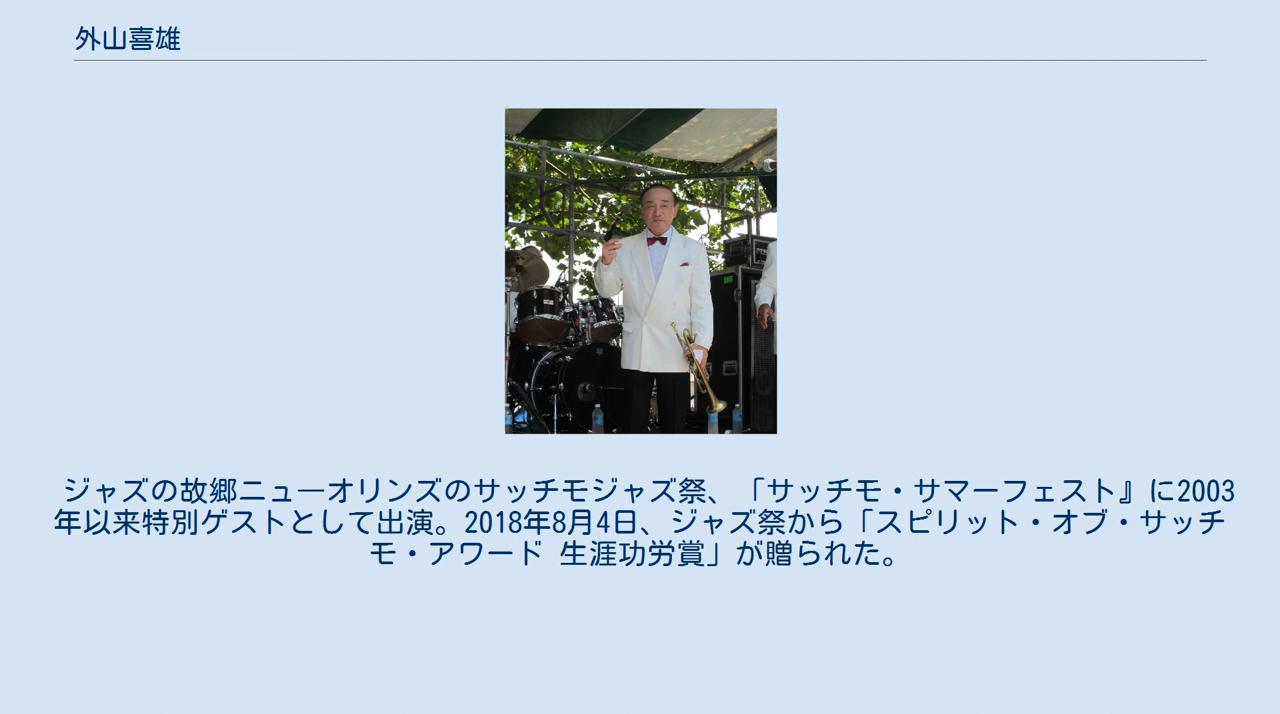 外山喜雄
ジャズの故郷ニュ―オリンズのサッチモジャズ祭、「サッチモ・サマーフェスト』に2003
年以来特別ゲストとして出演。2018年8月4日、ジャズ祭から「スピリット・オブ・サッチ
モ・アワード 生涯功労賞」が贈られた。